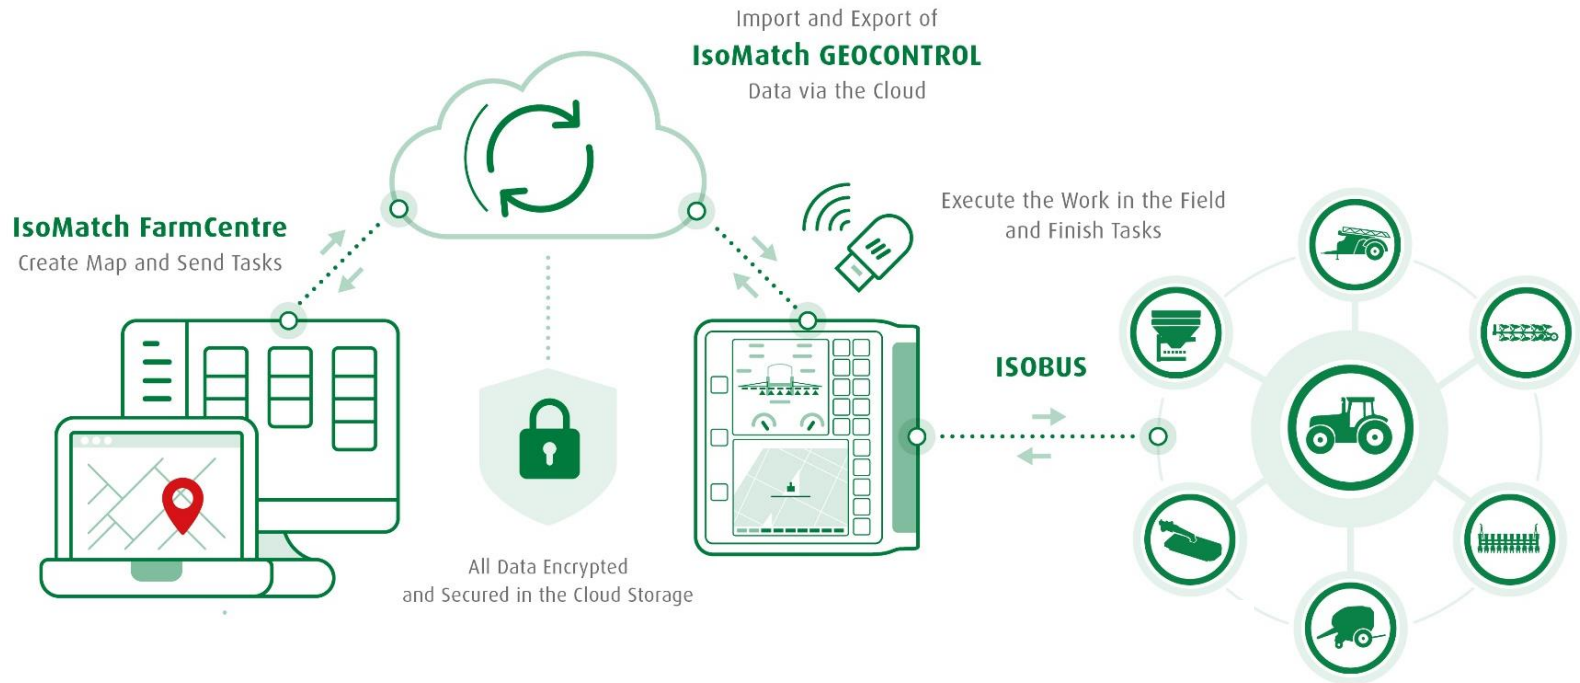 Import and Export of
IsoMatch GEOCONTROL
Data via the Cloud
IsoMatch FarmCentre
Create Map and Send Tasks
Execute the Work in the Field
and Finish Tasks
ISOBUS
All Data Encrypted
and Secured in the Cloud Storage